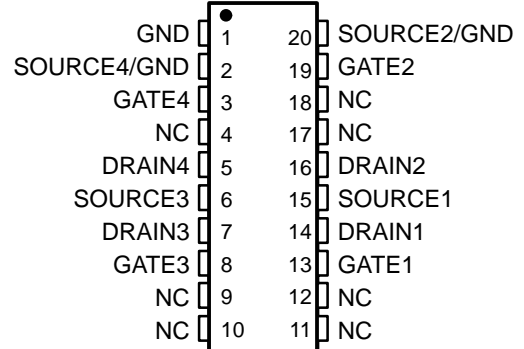 GND 1 20 SOURCE2/GND
SOURCE4/GND 2 19 GATE2
GATE4 3 18 NC
NC 4 17 NC
DRAIN4 5 16 DRAIN2
SOURCE3 6 15 SOURCE1
DRAIN3 7 14 DRAIN1
GATE3 8 13 GATE1
NC 9 12 NC
NC 10 11 NC